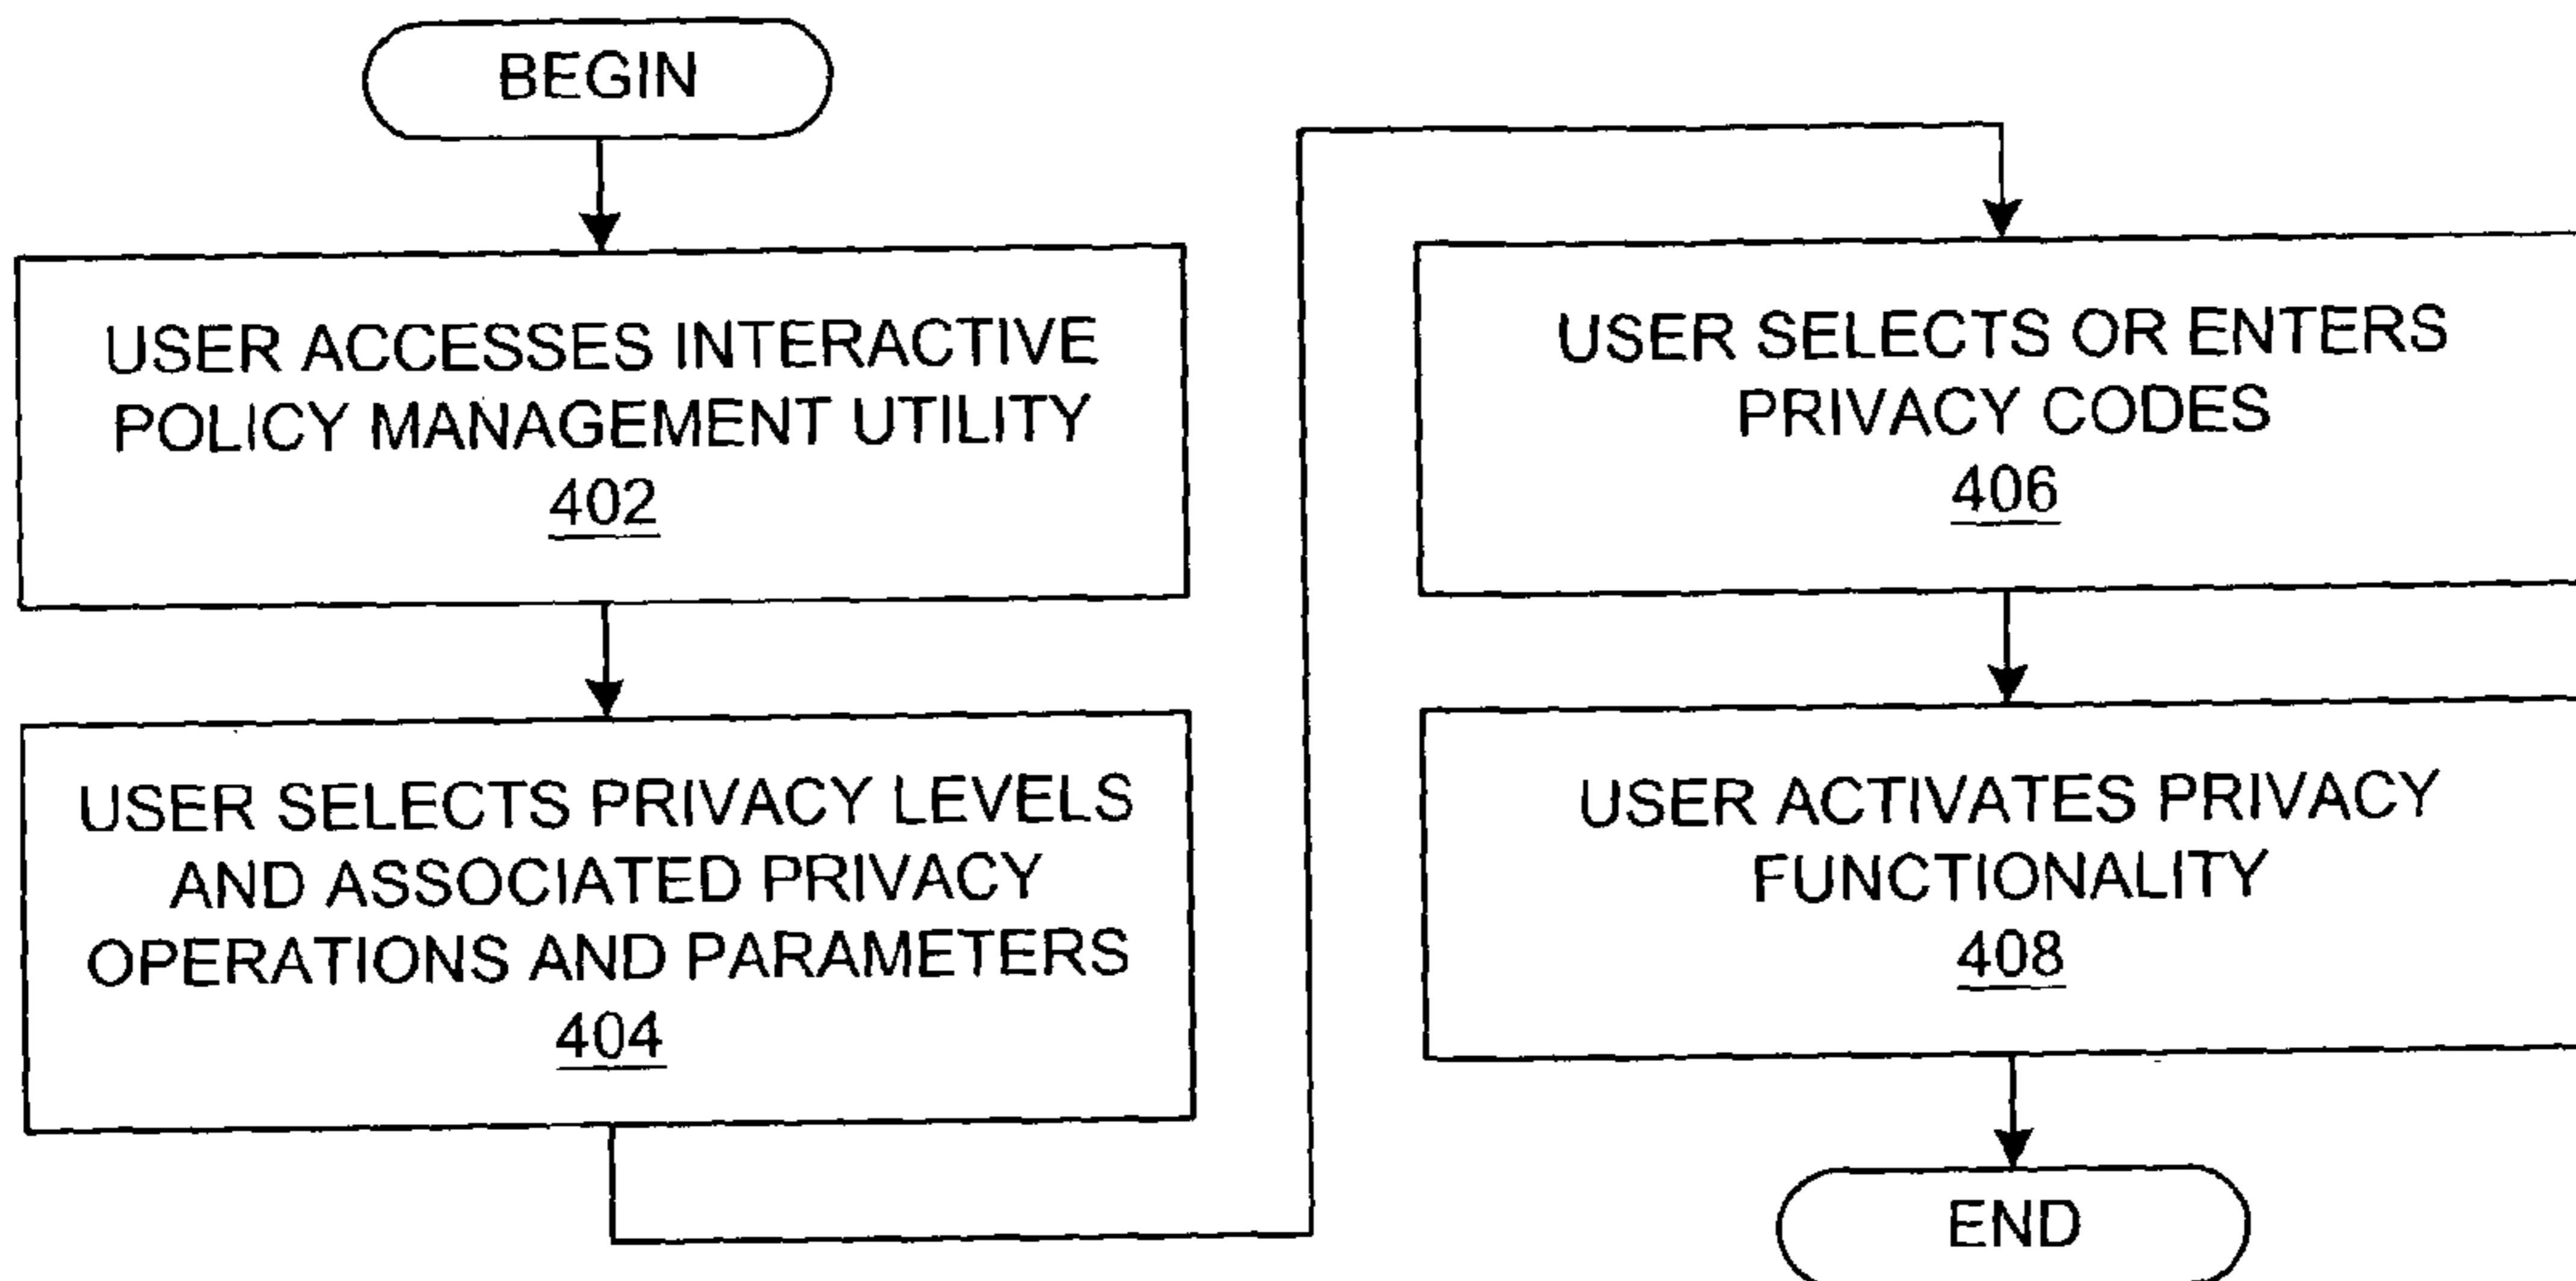 BEGIN
USER ACCESSES INTERACTIVE
POLICY MANAGEMENT UTILITY
402
USER SELECTS PRIVACY LEVELS
AND ASSOCIATED PRIVACY
OPERATIONS AND PARAMETERS
404
USER SELECTS OR ENTERS
PRIVACY CODES
406
USER ACTIVATES PRIVACY
FUNCTIONALITY
408
END